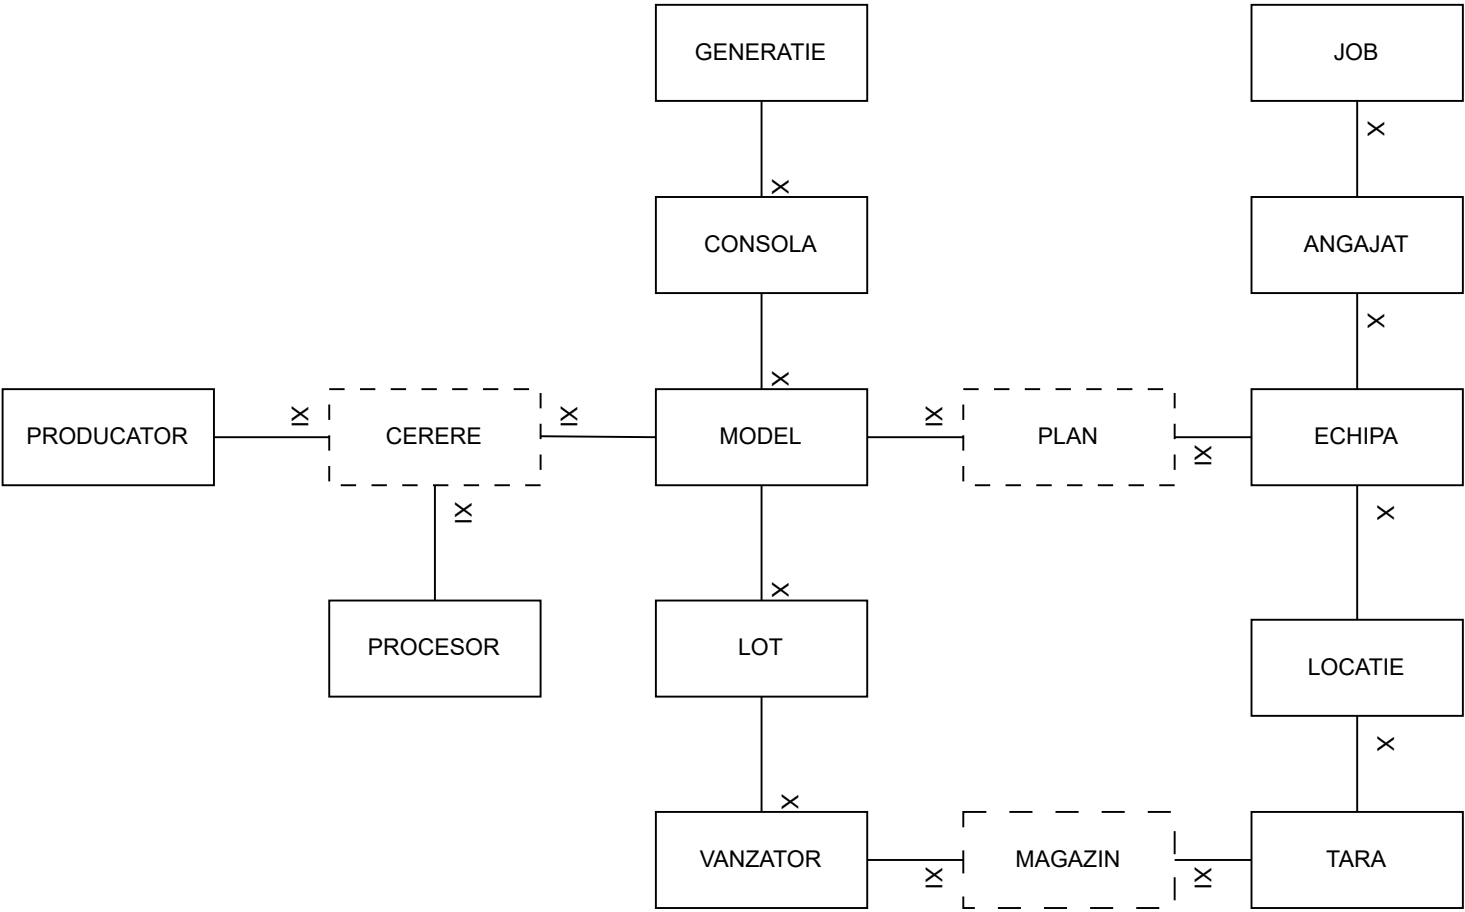 GENERATIE
JOB
X
X
CONSOLA
ANGAJAT
X
X
PRODUCATOR
X
CERERE
X
MODEL
X
PLAN
X
ECHIPA
X
X
X
PROCESOR
LOT
LOCATIE
X
X
VANZATOR
X
MAGAZIN
X
TARA